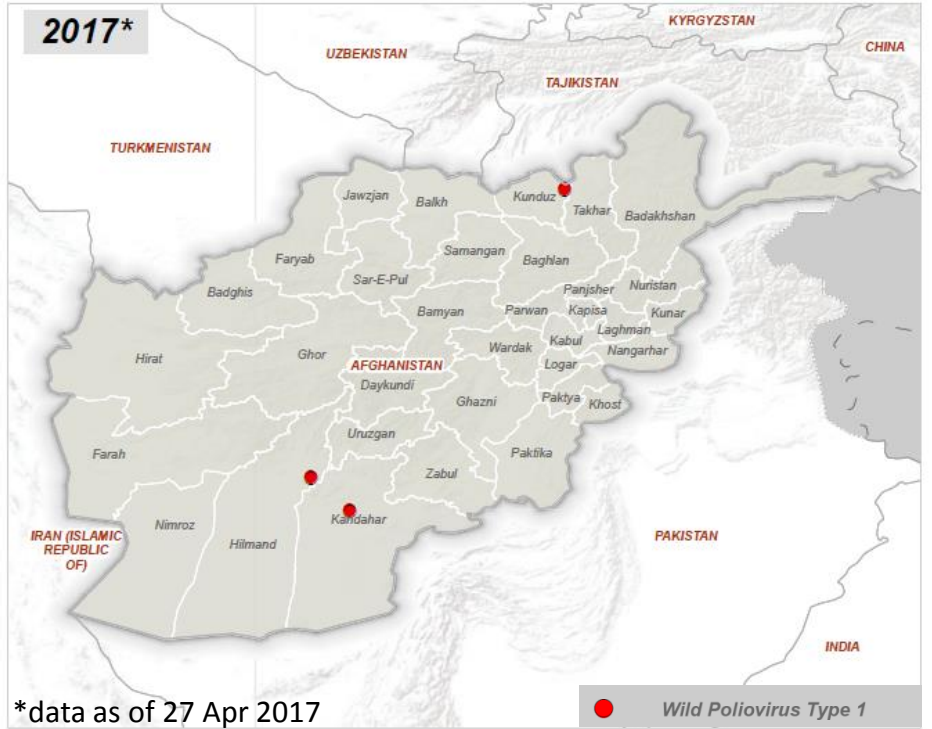 2017*
KYRGYZSTAN
CHINA
UZBEKISTAN
TAJIKISTAN
TURKMENISTAN
Jawzjan
Balkh
Kunduz
Takhar
Badakhshan
Faryab
Samangan
Baghlan
Sar-E-Pul
Badghis
Panjsher
Nuristan
Bamyan
Parwan
Kapisa
Kunar
Laghman
Hirat
Ghor
Wardak
Kabul
Nangarhar
AFGHANISTAN
Logar
Daykundi
Ghazni
Paktya
Khost
Uruzgan
Farah
Zabul
Paktika
Nimroz
Kandahar
Hilmand
IRAN (ISLAMIC
REPUBLIC
OF)
PAKISTAN
INDIA
*data as of 27 Apr 2017
Wild Poliovirus Type 1